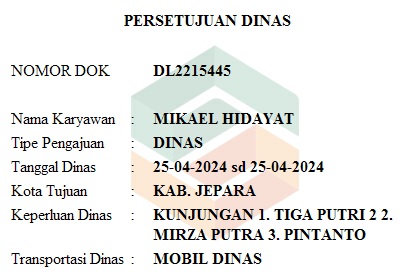 PERSETUJUAN DINAS
NOMOR DOK DL2215445
Nama Karyawan : MIKAEL HIDAYAT
Tipe Pengajuan : DINAS
Tanggal Dinas : 25-04-2024 sd 25-04-2024
Kota Tujuan : KAB. JEPARA
Keperluan Dinas : KUNJUNGAN 1. TIGA PUTRI 2 2.
MIRZA PUTRA 3. PINTANTO
Transportasi Dinas : MOBIL DINAS